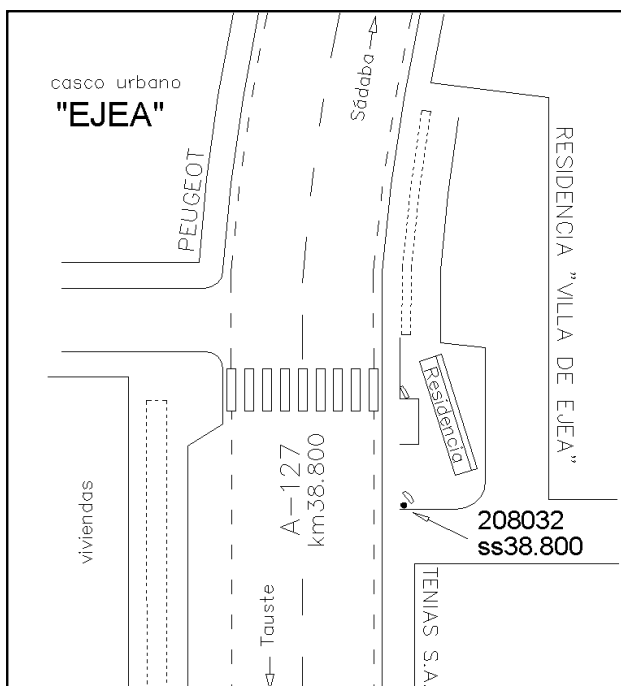 casco urbano
"EJEA"
PEUGEOT
Sádaba
RESIDENCIA "VILLA DE EJEA"
Residencia
A-127
km38.800
viviendas
208032
ss38.800
Tauste
TENIAS S.A.